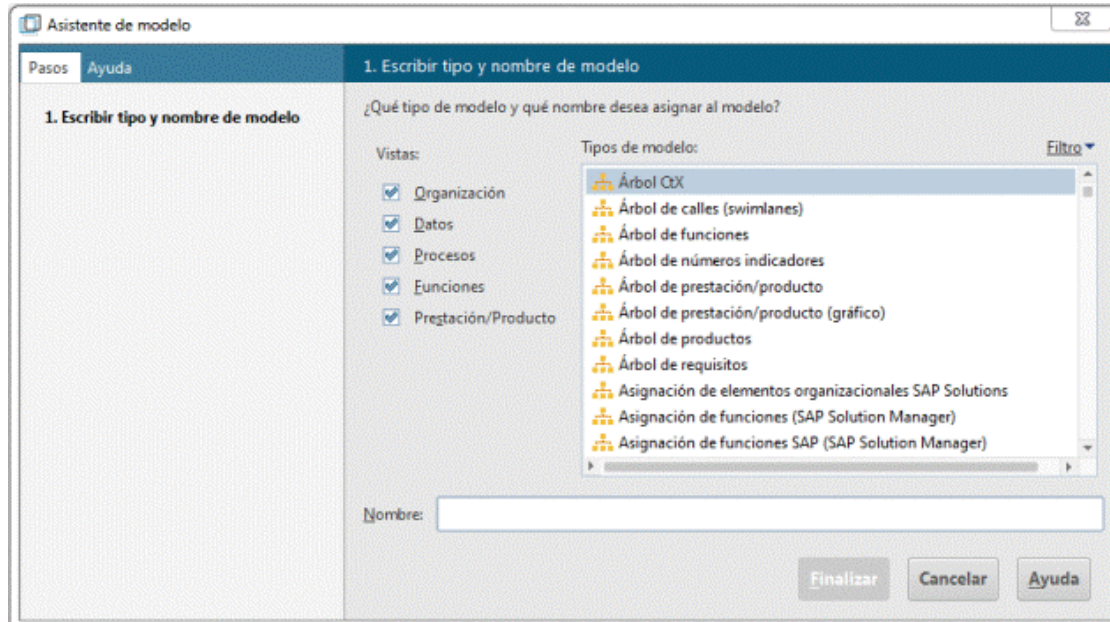 Asistente de modelo
Pasos Ayuda
1. Escribir tipo y nombre de modelo
1. Escribir tipo y nombre de modelo
¿Qué tipo de modelo y qué nombre desea asignar al modelo?
Vistas:
Organización
Datos
Procesos
Funciones
Prestación/Producto
Tipos de modelo:
Filtro
Árbol CtX
Árbol de calles (swimlanes)
Árbol de funciones
Árbol de números indicadores
Árbol de prestación/producto
Árbol de prestación/producto (gráfico)
Árbol de productos
Árbol de requisitos
Asignación de elementos organizacionales SAP Solutions
Asignación de funciones (SAP Solution Manager)
Asignación de funciones SAP (SAP Solution Manager)
Nombre:
Finalizar Cancelar Ayuda